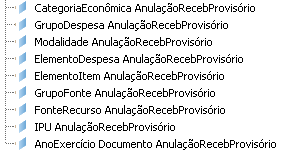 CategoriaEconômica AnulaçãoRecebProvisório
GrupoDespesa AnulaçãoRecebProvisório
Modalidade AnulaçãoRecebProvisório
ElementoDespesa AnulaçãoRecebProvisório
ElementoItem AnulaçãoRecebProvisório
GrupoFonte AnulaçãoRecebProvisório
FonteRecurso AnulaçãoRecebProvisório
IPU AnulaçãoRecebProvisório
AnoExercício Documento AnulaçãoRecebProvisório